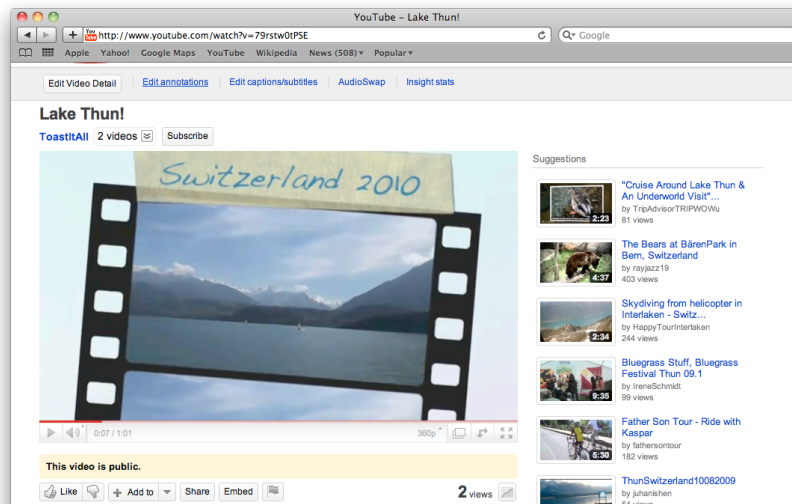 YouTube – Lake Thun!
You Tube http://www.youtube.com/watch?v=79rstw0tPSE
Google
Apple Yahoo! Google Maps YouTube Wikipedia News (508) Popular
Edit Video Detail Edit annotations Edit captions/subtitles AudioSwap Insight stats
Lake Thun!
ToastItAll 2 videos Subscribe
Switzerland 2010
0:07 / 1:01 360p
This video is public.
Like Add to Share Embed 2 views
Suggestions
2:23
"Cruise Around Lake Thun &
An Underworld Visit"...
by TripAdvisorTRIPWOWu
81 views
4:37
The Bears at BärenPark in
Bern, Switzerland
by rayjazz19
403 views
2:34
Skydiving from helicopter in
Interlaken - Switz...
by HappyTourInterlaken
244 views
9:35
Bluegrass Stuff, Bluegrass
Festival Thun 09.1
by IreneSchmidt
99 views
5:30
Father Son Tour - Ride with
Kaspar
by fathersontour
182 views
ThunSwitzerland10082009
by juhanishen
54 views